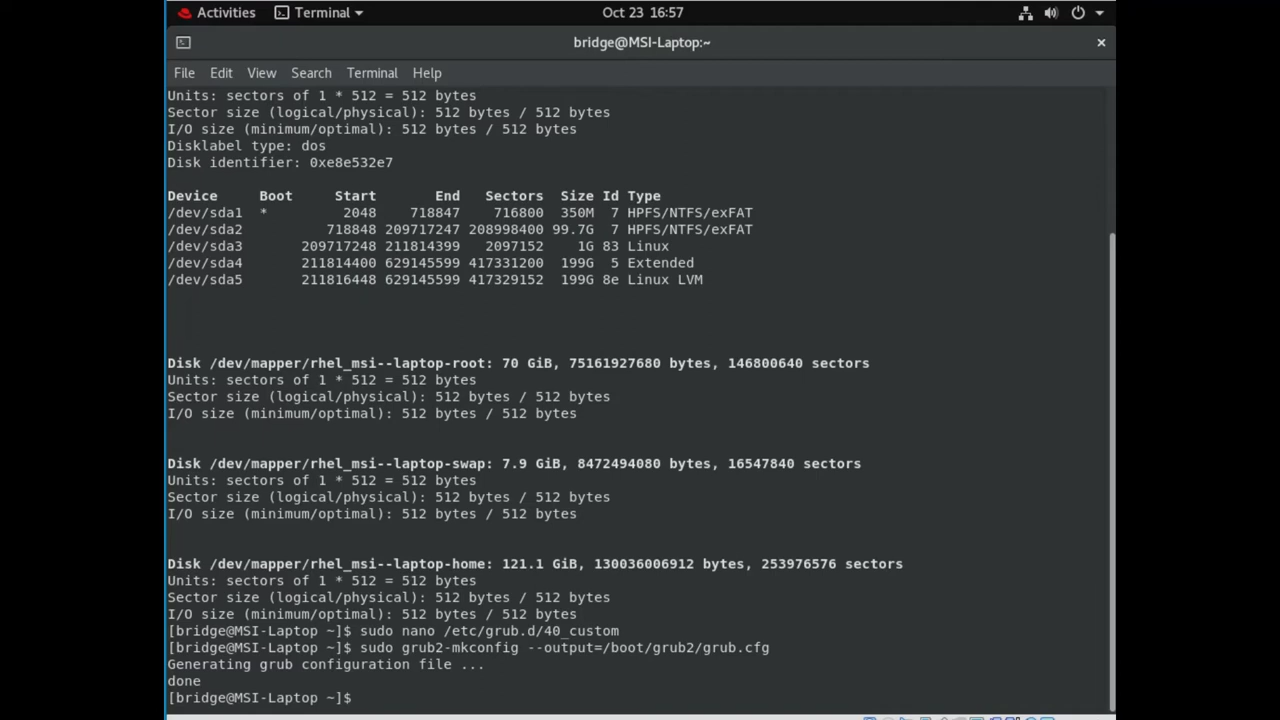 Activities Terminal Oct 23 16:57
bridge@MSI-Laptop:~
File Edit View Search Terminal Help
Units: sectors of 1 * 512 = 512 bytes
Sector size (logical/physical): 512 bytes / 512 bytes
I/O size (minimum/optimal): 512 bytes / 512 bytes
Disklabel type: dos
Disk identifier: 0xe8e532e7
Device Boot Start End Sectors Size Id Type
/dev/sda1 * 2048 718847 716800 350M 7 HPFS/NTFS/exFAT
/dev/sda2 718848 209717247 208998400 99.7G 7 HPFS/NTFS/exFAT
/dev/sda3 209717248 211814399 2097152 1G 83 Linux
/dev/sda4 211814400 629145599 417331200 199G 5 Extended
/dev/sda5 211816448 629145599 417329152 199G 8e Linux LVM
Disk /dev/mapper/rhel_msi--laptop-root: 70 GiB, 75161927680 bytes, 146800640 sectors
Units: sectors of 1 * 512 = 512 bytes
Sector size (logical/physical): 512 bytes / 512 bytes
I/O size (minimum/optimal): 512 bytes / 512 bytes
Disk /dev/mapper/rhel_msi--laptop-swap: 7.9 GiB, 8472494080 bytes, 16547840 sectors
Units: sectors of 1 * 512 = 512 bytes
Sector size (logical/physical): 512 bytes / 512 bytes
I/O size (minimum/optimal): 512 bytes / 512 bytes
Disk /dev/mapper/rhel_msi--laptop-home: 121.1 GiB, 130036006912 bytes, 253976576 sectors
Units: sectors of 1 * 512 = 512 bytes
Sector size (logical/physical): 512 bytes / 512 bytes
I/O size (minimum/optimal): 512 bytes / 512 bytes
[bridge@MSI-Laptop ~]$ sudo nano /etc/grub.d/40_custom
[bridge@MSI-Laptop ~]$ sudo grub2-mkconfig --output=/boot/grub2/grub.cfg
Generating grub configuration file ...
done
[bridge@MSI-Laptop ~]$